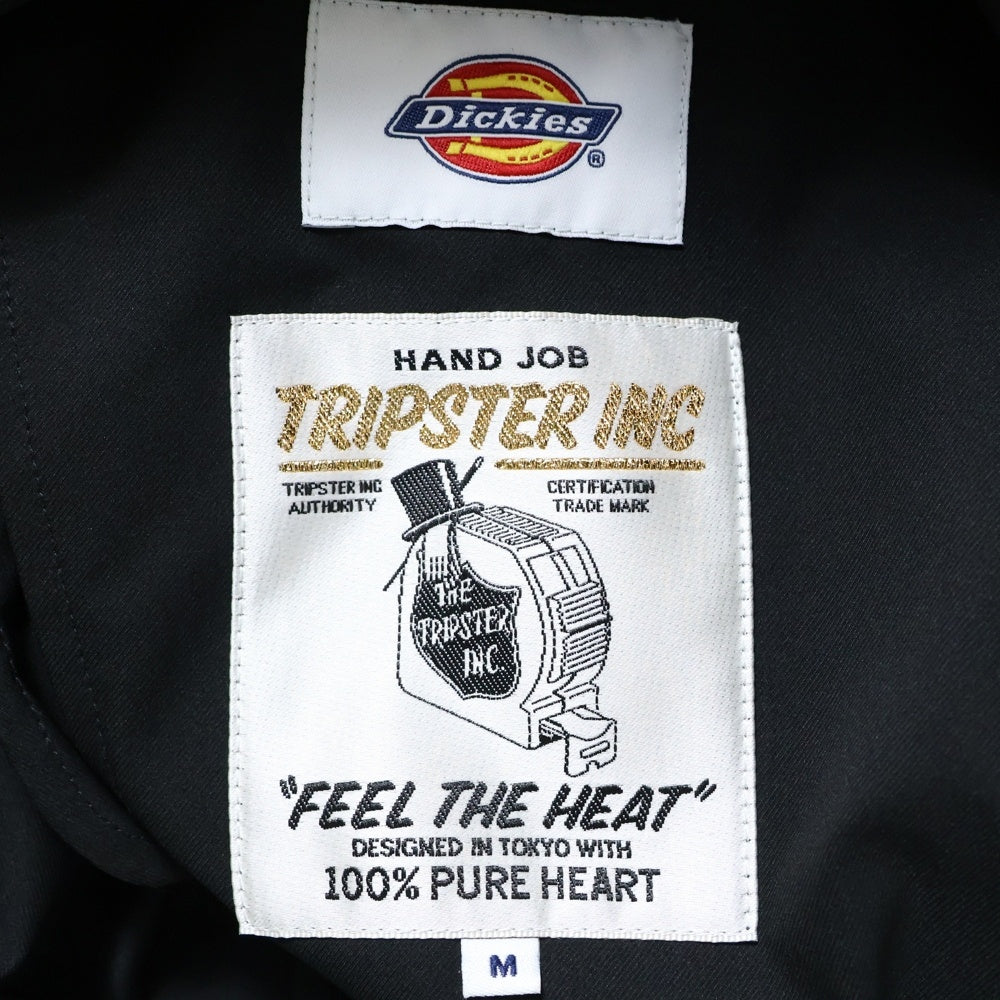 Dickies
®
HAND JOB
TRIPSTER INC
TRIPSTER INC
AUTHORITY
CERTIFICATION
TRADE MARK
THE
TRIPSTER
INC
"FEEL THE HEAT"
DESIGNED IN TOKYO WITH
100% PURE HEART
M